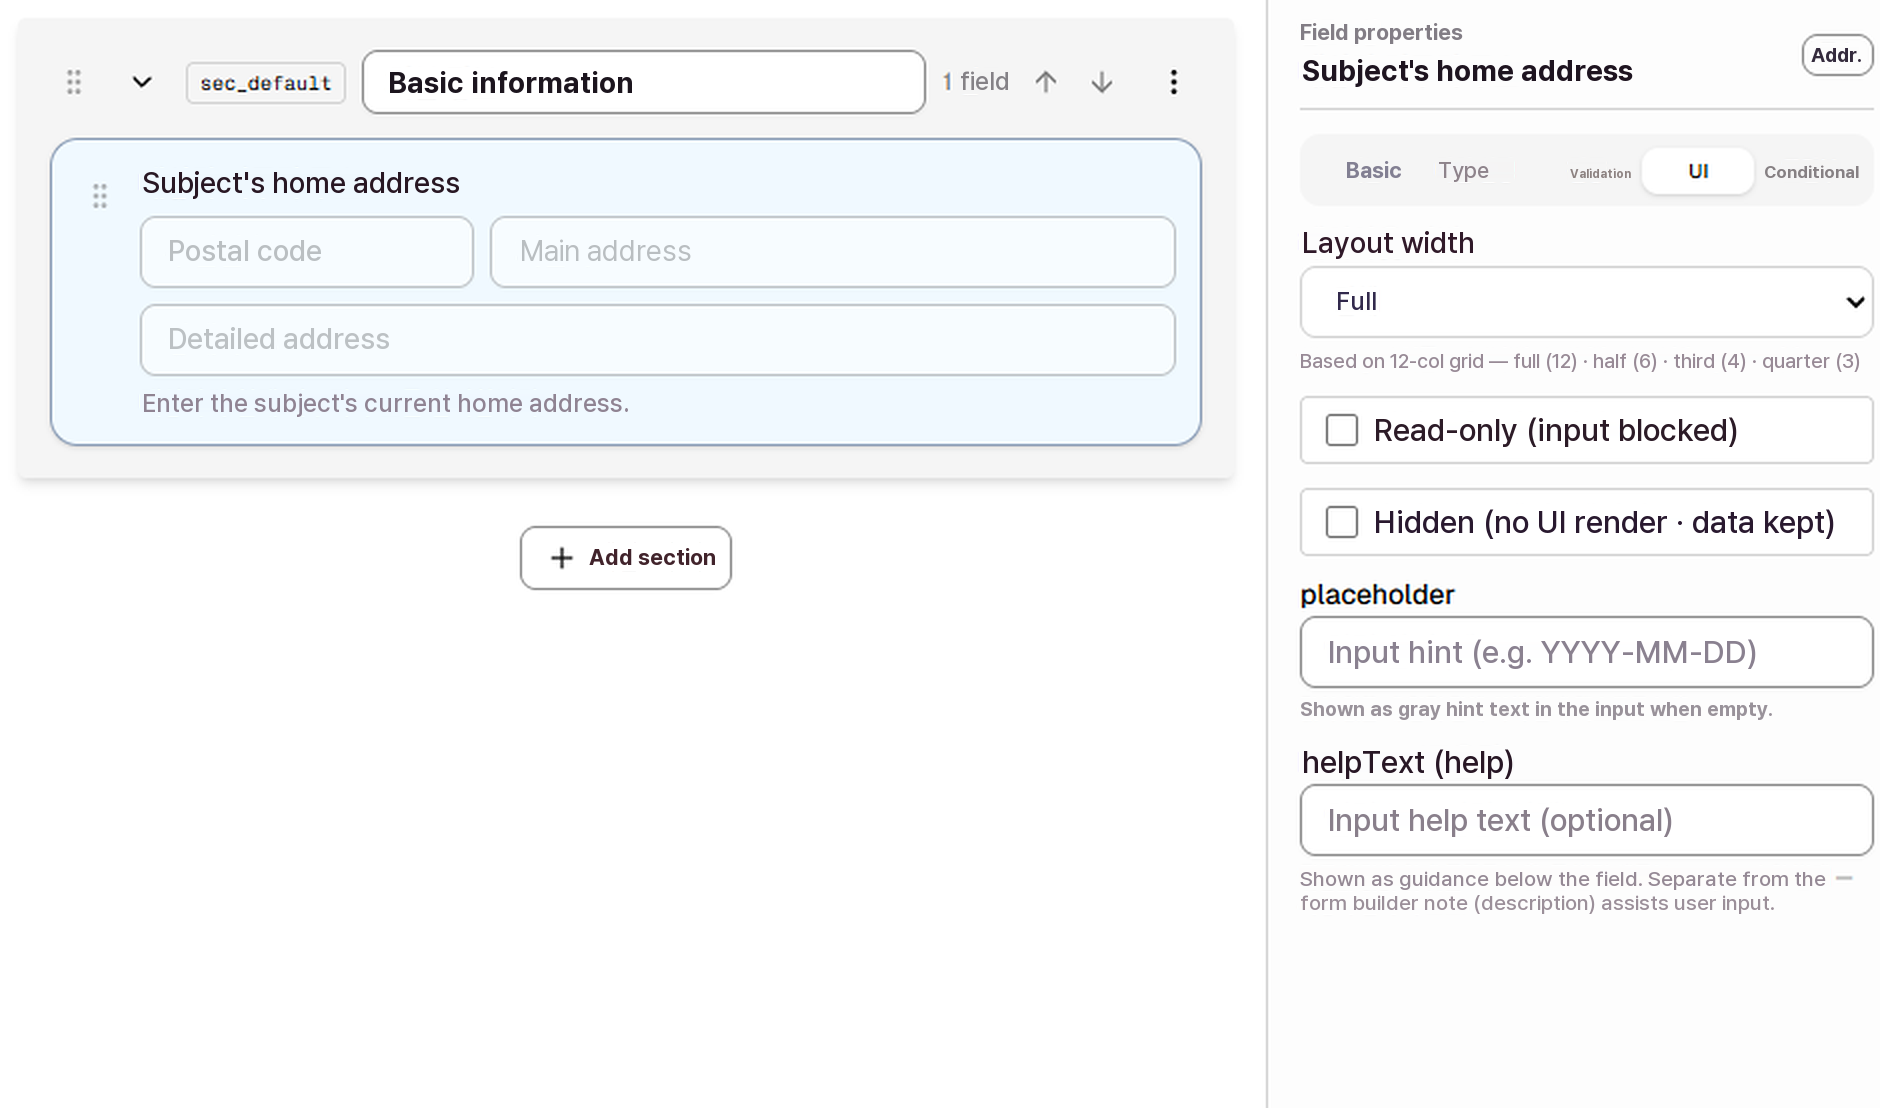 sec_default
Basic information
1 field
Subject's home address
Postal code
Main address
Detailed address
Enter the subject's current home address.
Add section
Field properties
Subject's home address
Addr.
Basic
Type
Validation
UI
Conditional
Layout width
Full
Based on 12-col grid — full (12) · half (6) · third (4) · quarter (3)
Read-only (input blocked)
Hidden (no UI render · data kept)
placeholder
Input hint (e.g. YYYY-MM-DD)
Shown as gray hint text in the input when empty.
helpText (help)
Input help text (optional)
Shown as guidance below the field. Separate from the —
form builder note (description) assists user input.